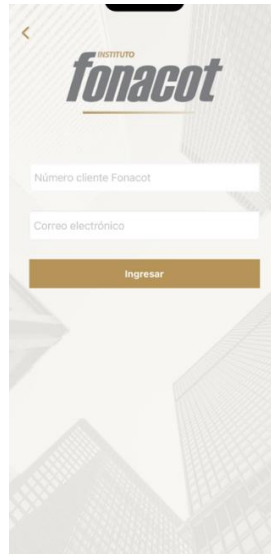 INSTITUTO
fonacot
Número cliente Fonacot
Correo electrónico
Ingresar